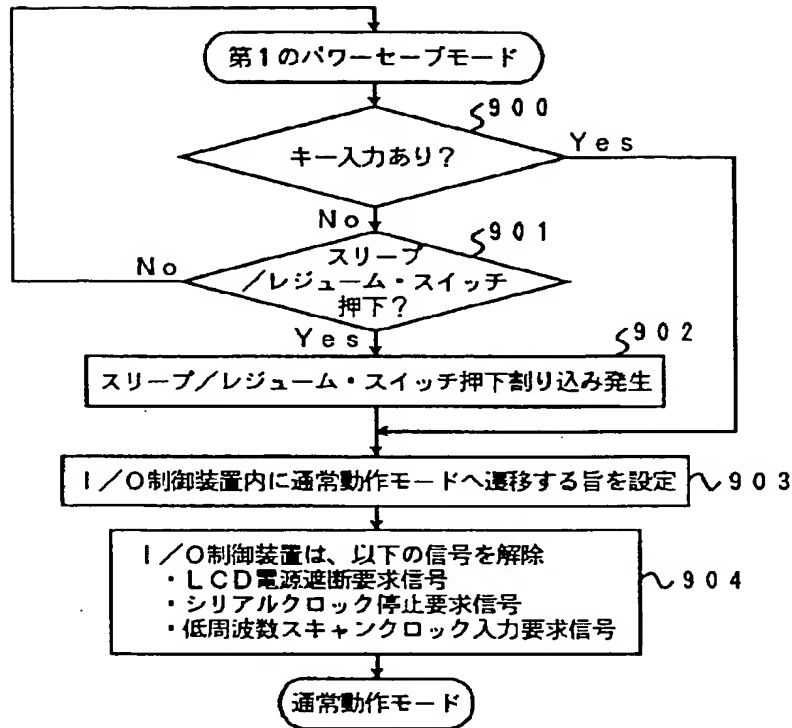 第1のパワーセーブモード
900
キー入力あり?
Yes
No
901
スリープ
/レジューム・スイッチ
押下?
No
Yes
902
スリープ/レジューム・スイッチ押下割り込み発生
I/O制御装置内に通常動作モードへ遷移する旨を設定
903
I/O制御装置は、以下の信号を解除
・LCD電源遮断要求信号
・シリアルクロック停止要求信号
・低周波数スキャンクロック入力要求信号
904
通常動作モード